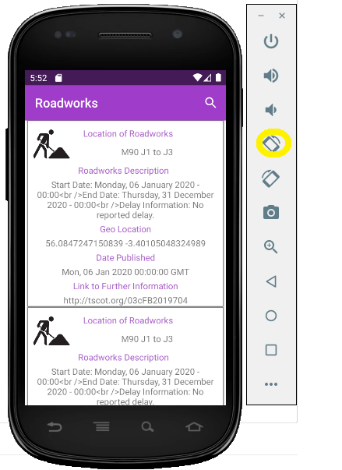 5:52
Roadworks
Location of Roadworks
M90 J1 to J3
Roadworks Description
Start Date: Monday, 06 January 2020 -
00:00<br />End Date: Thursday, 31 December
2020 - 00:00<br />Delay Information: No
reported delay.
Geo Location
56.0847247150839 -3.40105048324989
Date Published
Mon, 06 Jan 2020 00:00:00 GMT
Link to Further Information
http://tscot.org/03cFB2019704
Location of Roadworks
M90 J1 to J3
Roadworks Description
Start Date: Monday, 06 January 2020 -
00:00<br />End Date: Thursday, 31 December
2020 - 00:00<br />Delay Information: No
reported delay.